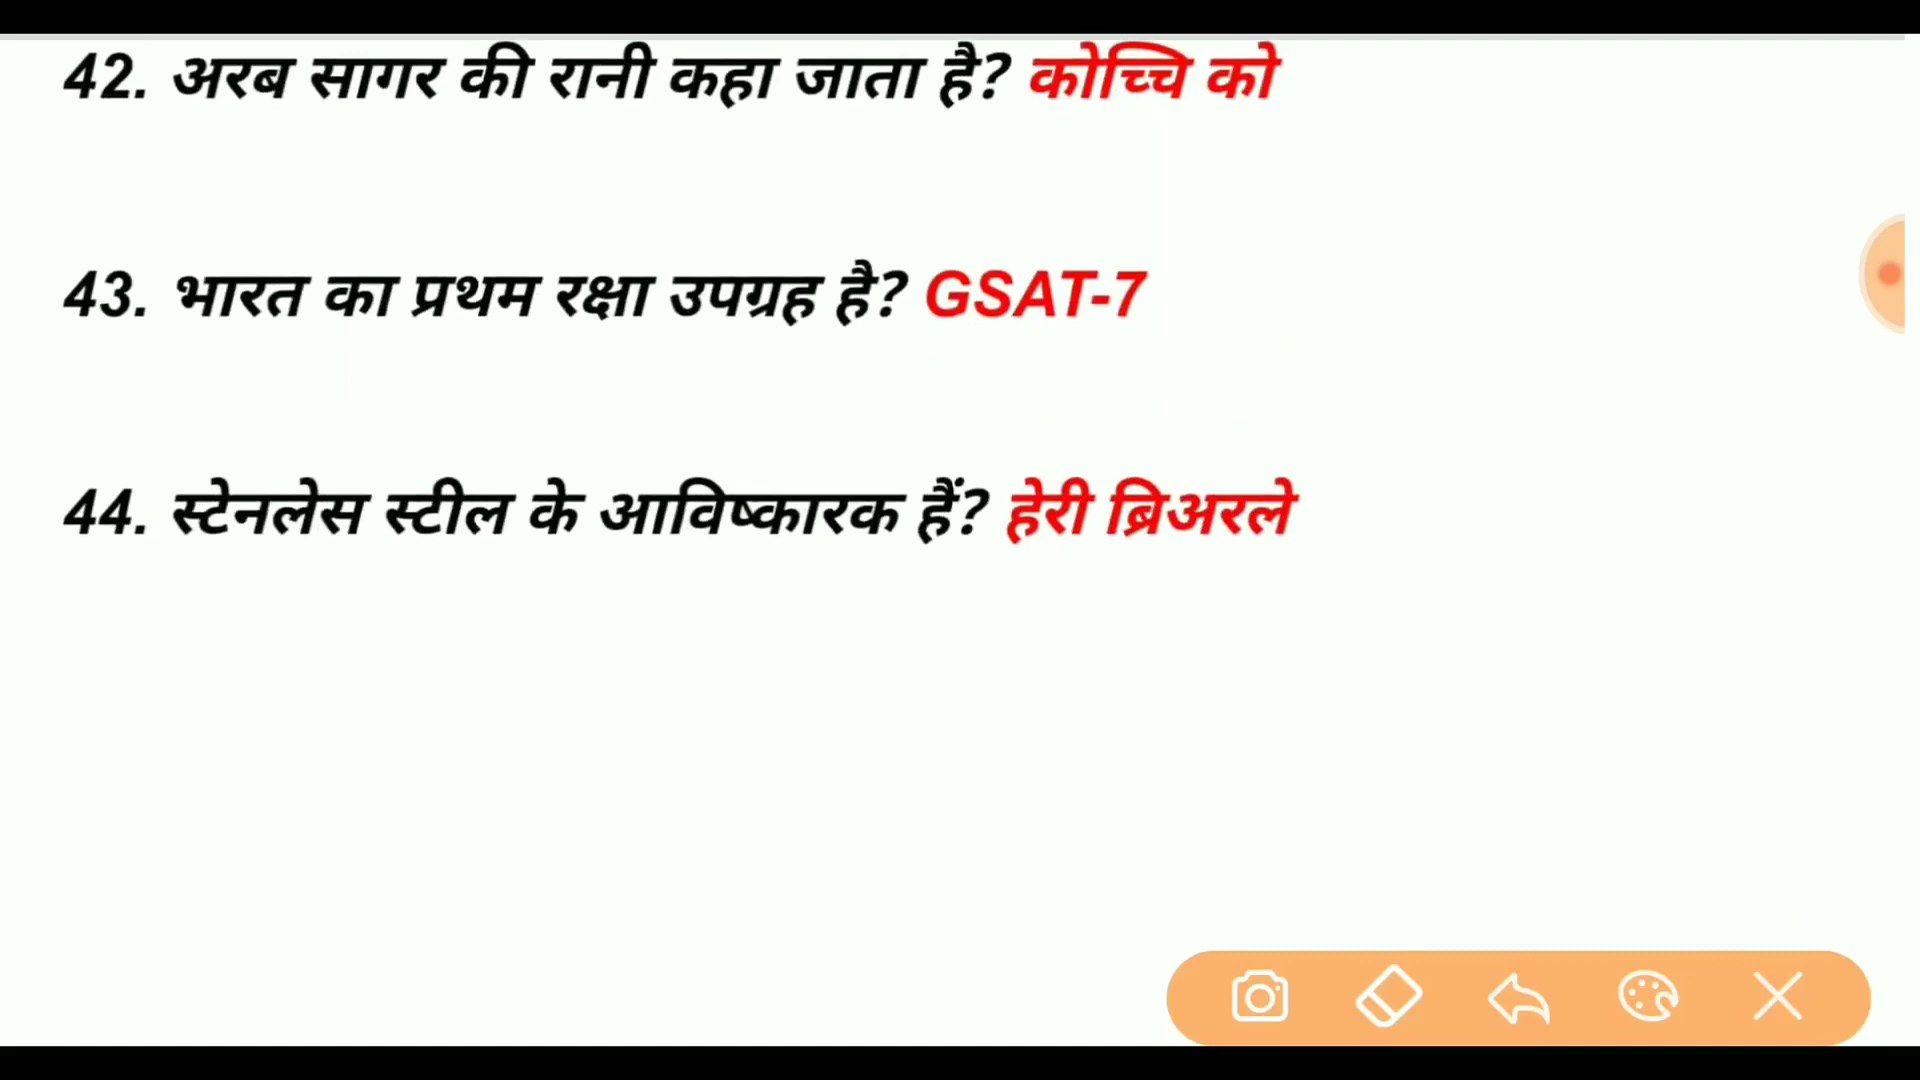 42. अरब सागर की रानी कहा जाता है? कोच्चि को
43. भारत का प्रथम रक्षा उपग्रह है? GSAT-7
44. स्टेनलेस स्टील के आविष्कारक हैं? हेरी ब्रिअरले